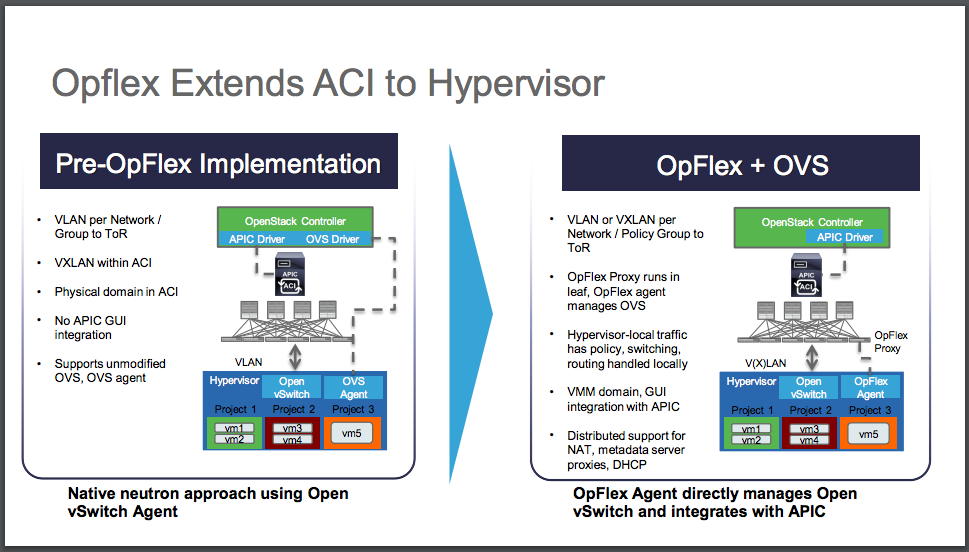 Opflex Extends ACI to Hypervisor
Pre-OpFlex Implementation
• VLAN per Network /
Group to ToR
• VXLAN within ACI
• Physical domain in ACI
• No APIC GUI
integration
• Supports unmodified
OVS, OVS agent
OpenStack Controller
APIC Driver OVS Driver
APIC
ACI
VLAN
Hypervisor
Open
vSwitch
OVS
Agent
Project 1 Project 2 Project 3
vm1
vm2
vm3
vm4
vm5
Native neutron approach using Open
vSwitch Agent
OpFlex + OVS
• VLAN or VXLAN per
Network / Policy Group to
ToR
• OpFlex Proxy runs in
leaf, OpFlex agent
manages OVS
• Hypervisor-local traffic
has policy, switching,
routing handled locally
• VMM domain, GUI
integration with APIC
• Distributed support for
NAT, metadata server
proxies, DHCP
OpenStack Controller
APIC Driver
APIC
ACI
OpFlex
Proxy
V(X)LAN
Hypervisor
Open
vSwitch
OpFlex
Agent
Project 1 Project 2 Project 3
vm1
vm2
vm3
vm4
vm5
OpFlex Agent directly manages Open
vSwitch and integrates with APIC